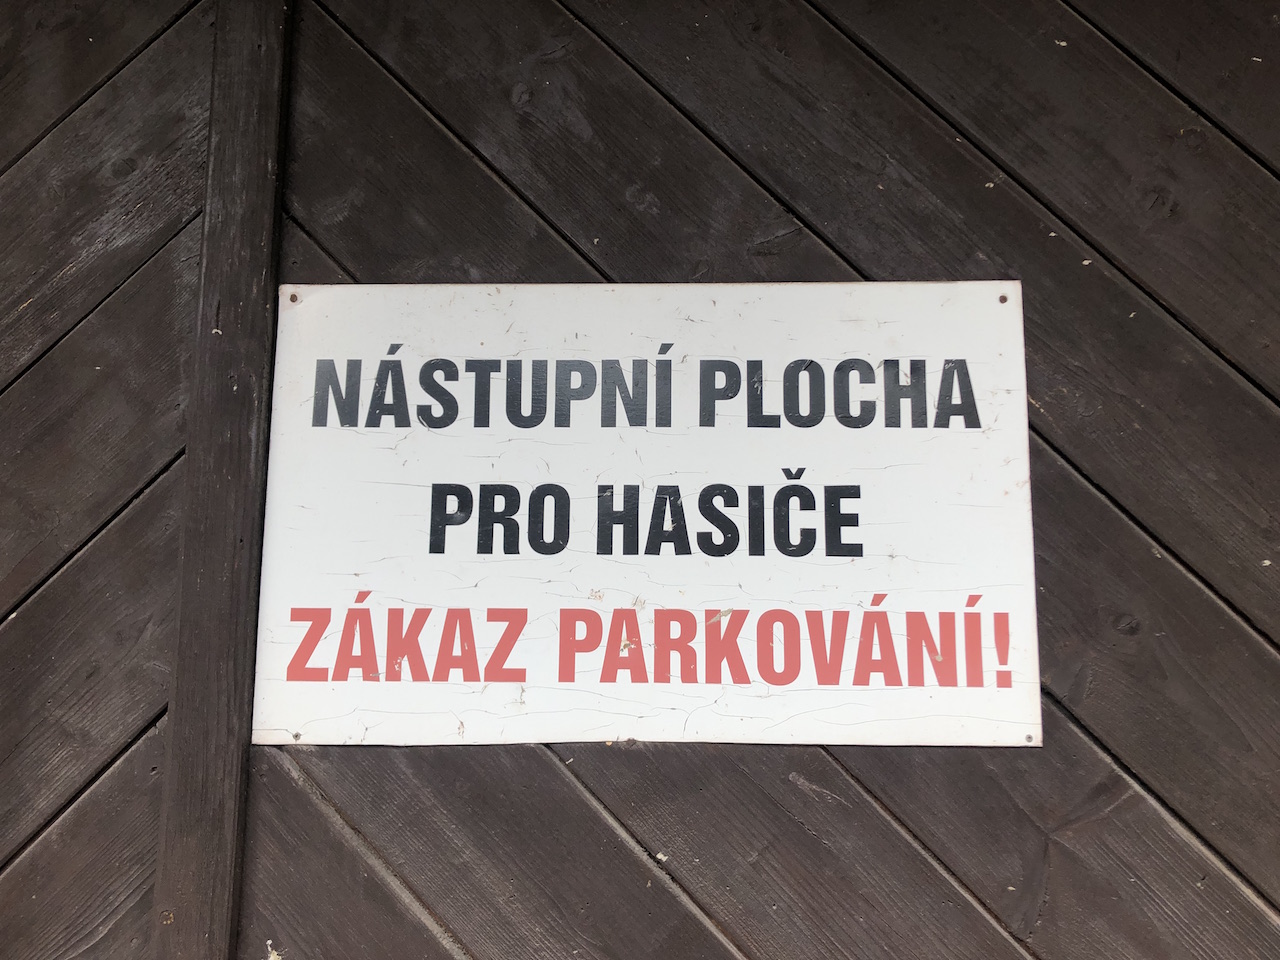 NÁSTUPNÍ PLOCHA
PRO HASIČE
ZÁKAZ PARKOVÁNÍ!